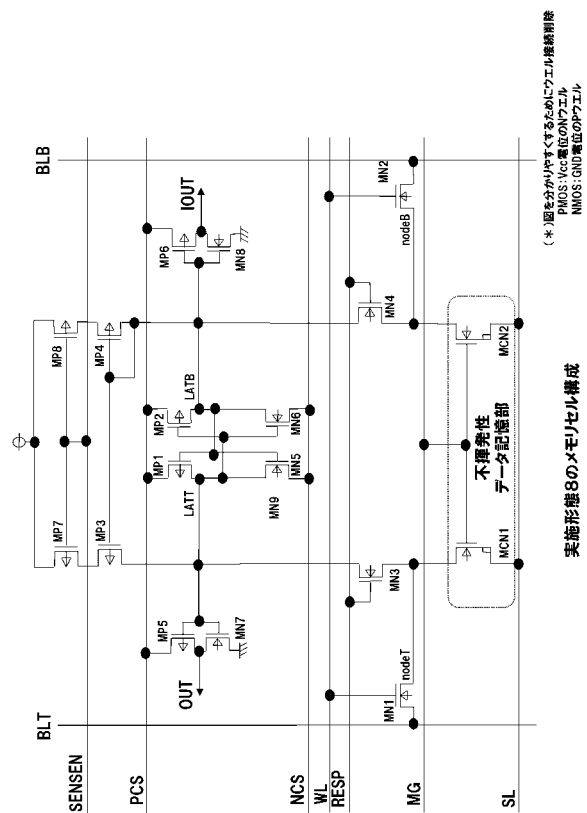 BLT
BLB
SENSEN
MP7
MP8
MP3
MP4
PCS
MP5
MP1
MP2
MP6
OUT
LATT
LATB
IOUT
MN7
MN5
MN6
MN8
MN9
NCS
WL
RESP
MN3
MN4
MN1
MN2
nodeT
nodeB
MG
不揮発性
データ記憶部
MCN1
MCN2
SL
(*)図を分かりやすくするためにウエル接続削除
PMOS:Vcc電位のNウエル
NMOS:GND電位のPウエル
実施形態8のメモリセル構成